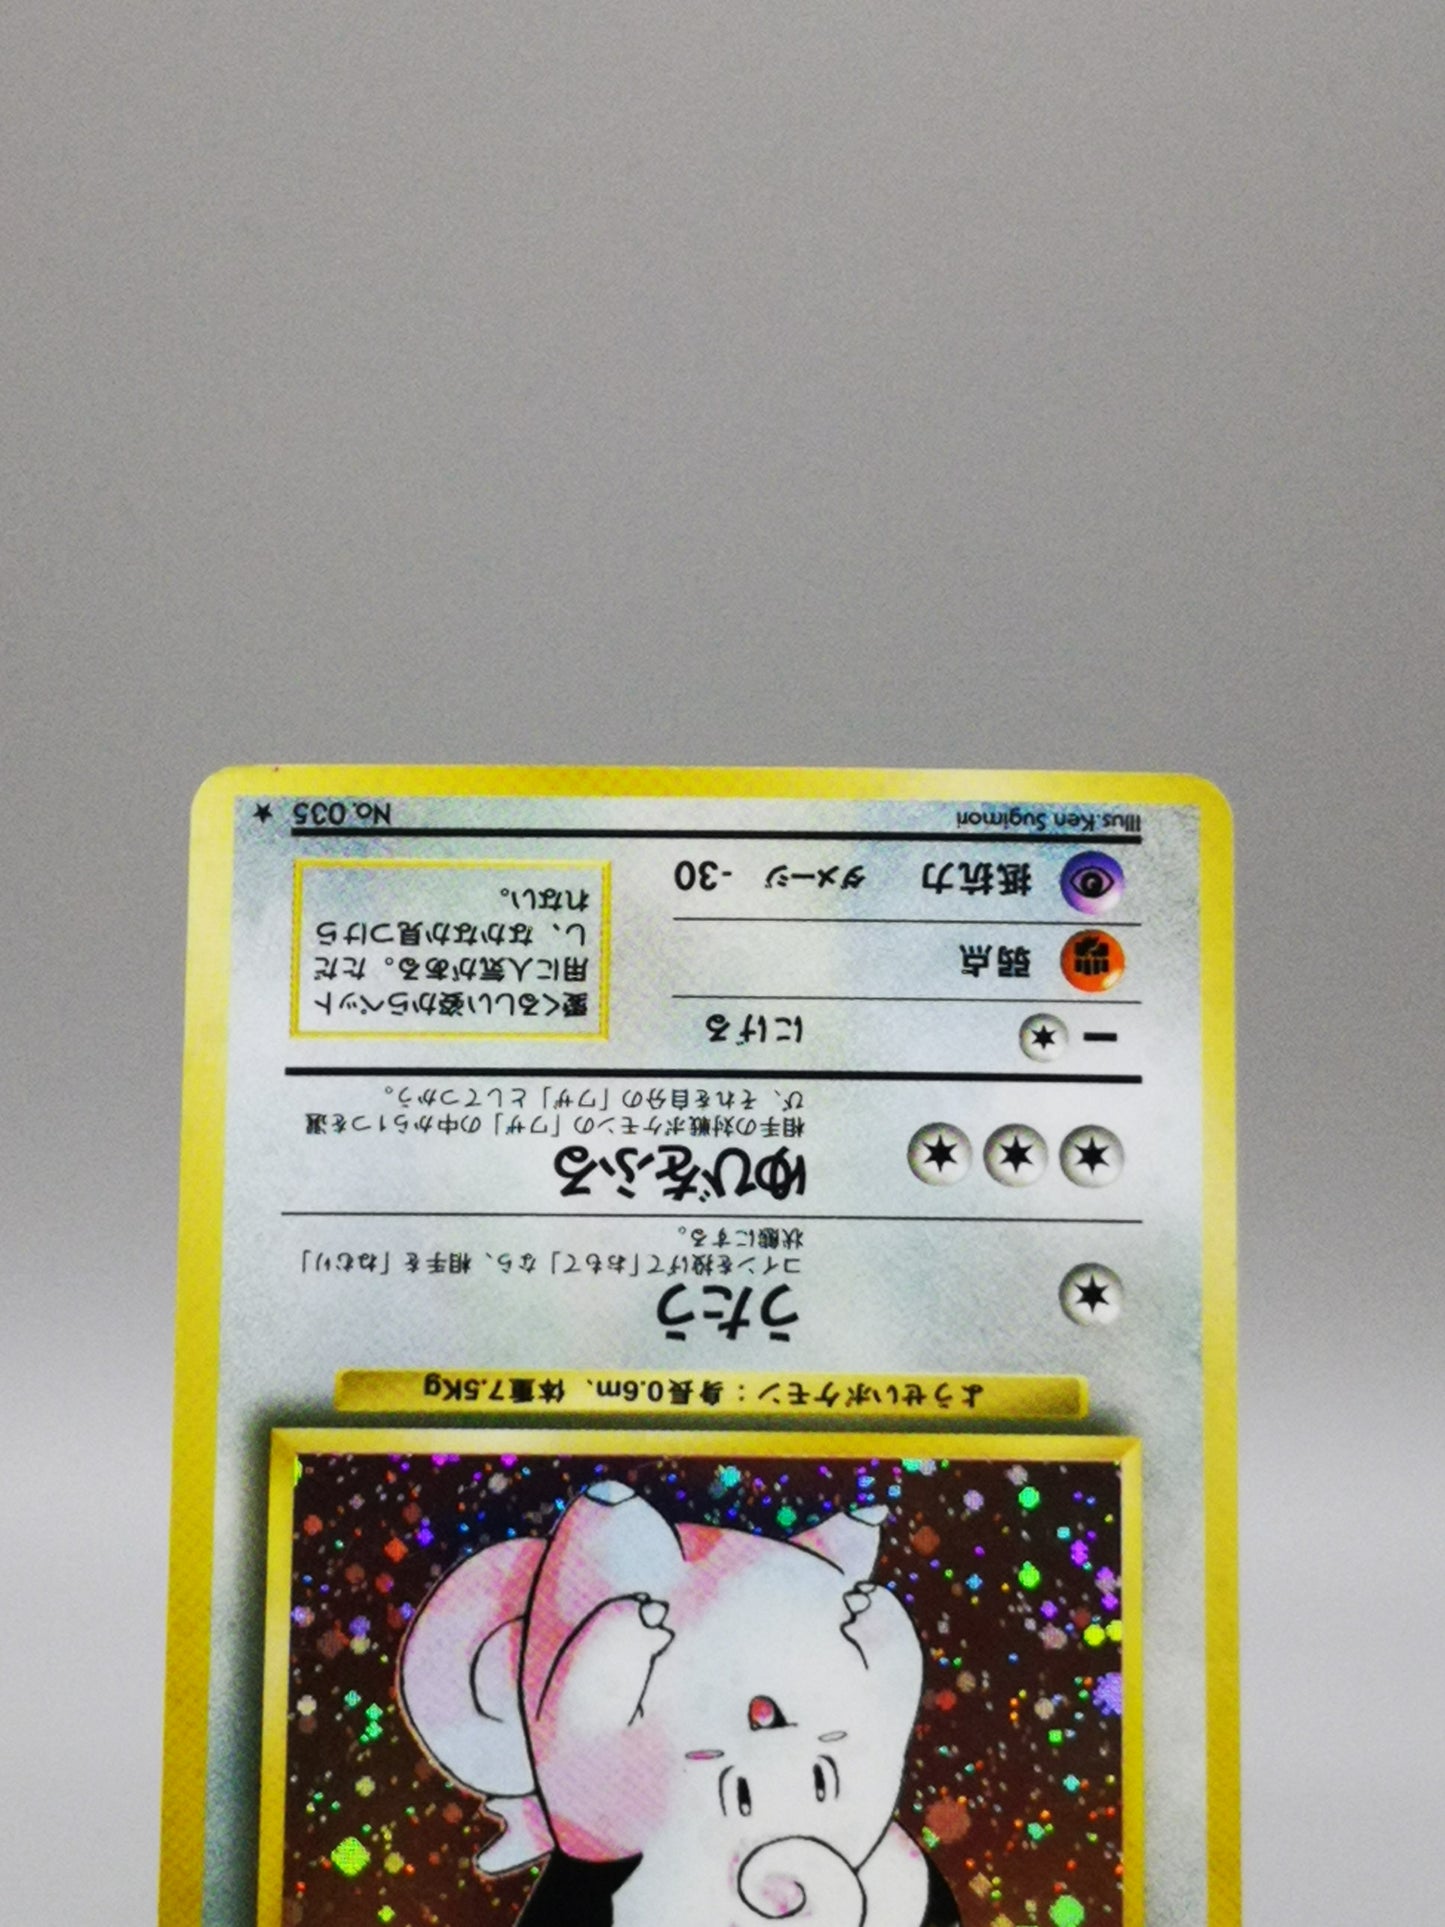 ようせいポケモン：身長0.6m、体重7.5Kg
うたう
コインを投げて「おもて」なら、相手を「ねむり」
状態にする。
ゆびをふる
相手の対戦ポケモンの「ワザ」の中から1つを選
び、それを自分の「ワザ」としてつかう。
ー にげる
弱点
抵抗力 ダメージ -30
愛くるしい姿からペット
用に人気がある。ただ
し、なかなか見つけら
れない。
Illus.Ken Sugimori
No.035 ★